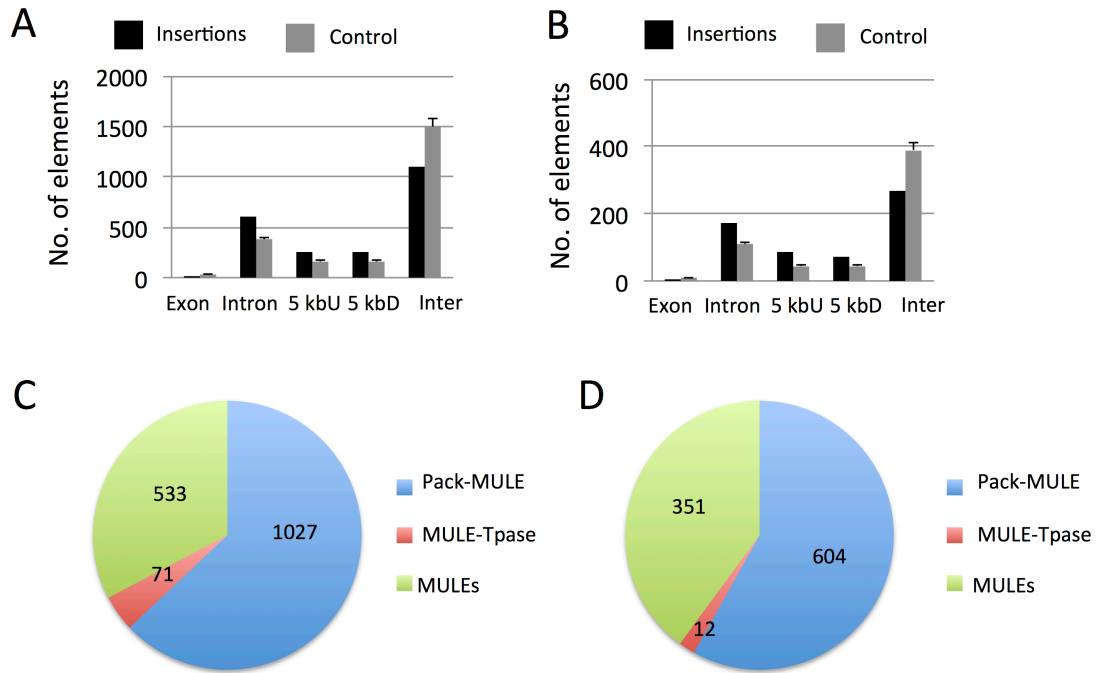 A
Insertions
Control
No. of elements
2000
1500
1000
500
0
Exon Intron 5 kbU 5 kbD Inter
B
Insertions
Control
No. of elements
600
400
200
0
Exon Intron 5 kbU 5 kbD Inter
C
533
1027
71
Pack-MULE
MULE-Tpase
MULEs
D
351
604
12
Pack-MULE
MULE-Tpase
MULEs